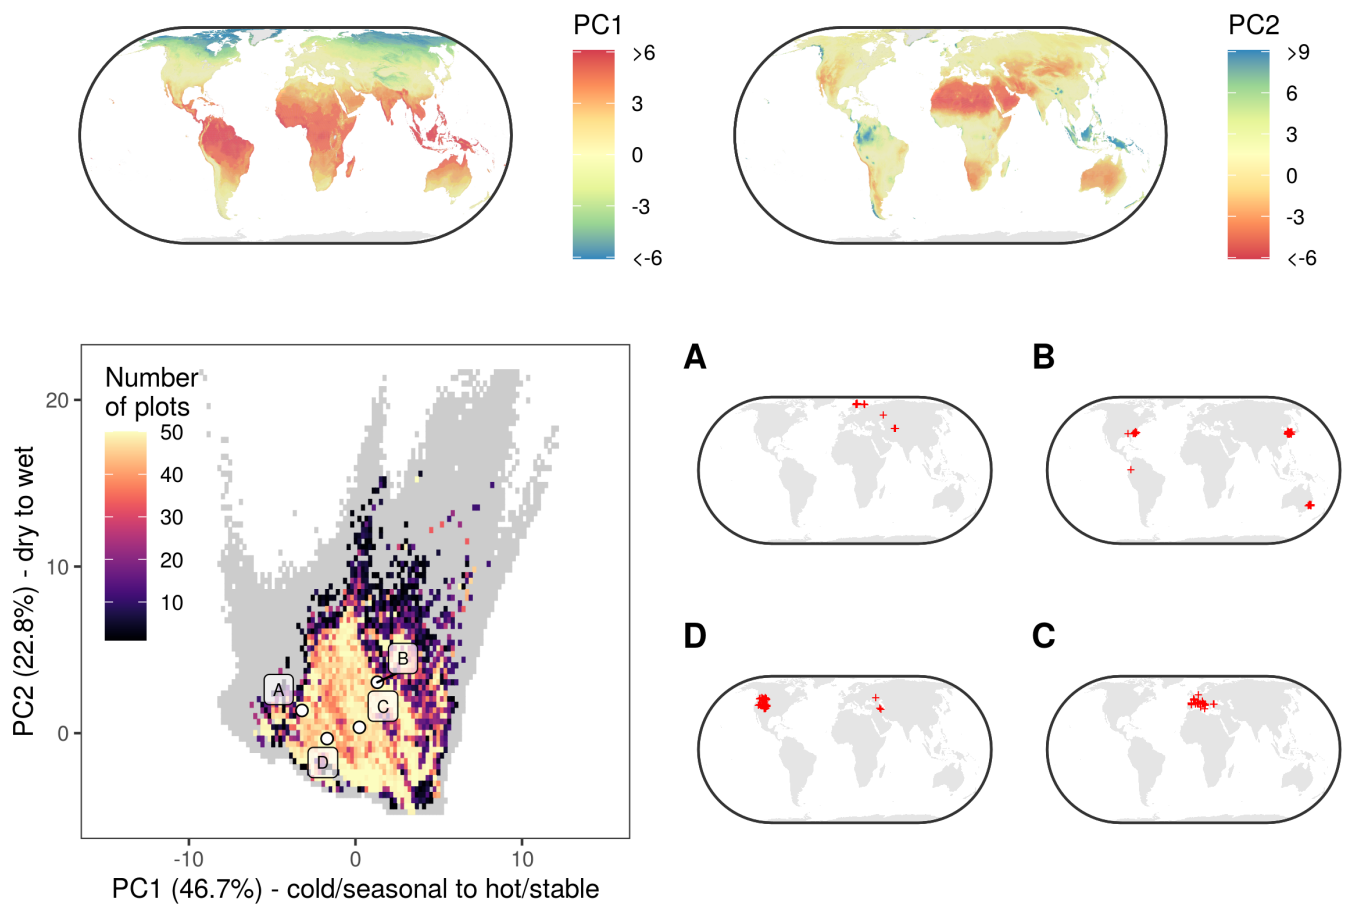 PC1
>6
3
0
-3
<-6
PC2
>9
6
3
0
-3
<-6
Number
of plots
50
40
30
20
10
20
10
0
PC2 (22.8%) - dry to wet
A
B
C
D
-10
0
10
PC1 (46.7%) - cold/seasonal to hot/stable
A
B
D
C